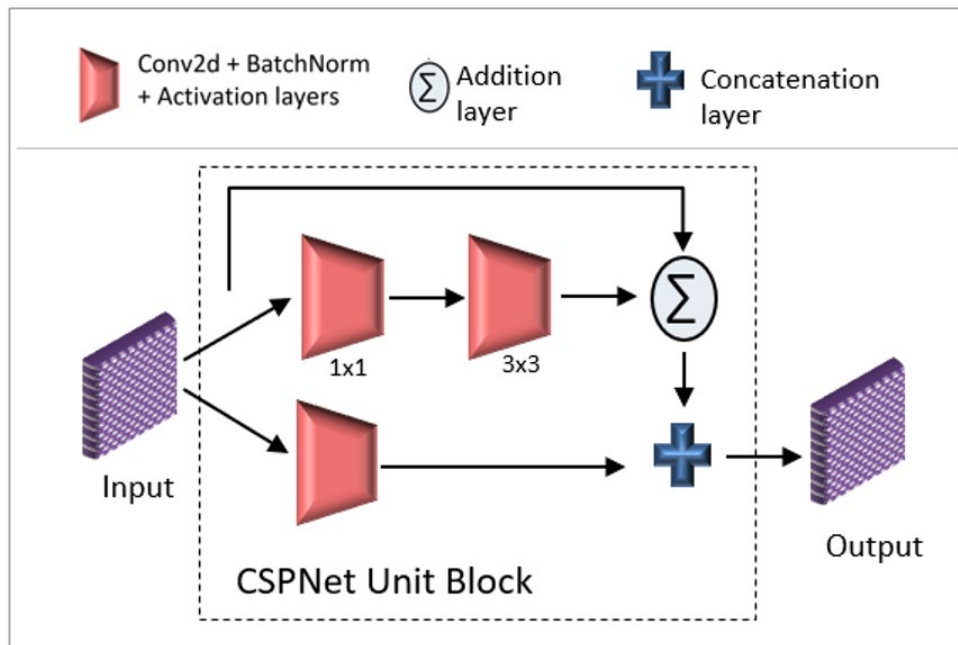 Conv2d + BatchNorm
+ Activation layers
Σ
Addition
layer
Concatenation
layer
Σ
1x1
3x3
Input
Output
CSPNet Unit Block